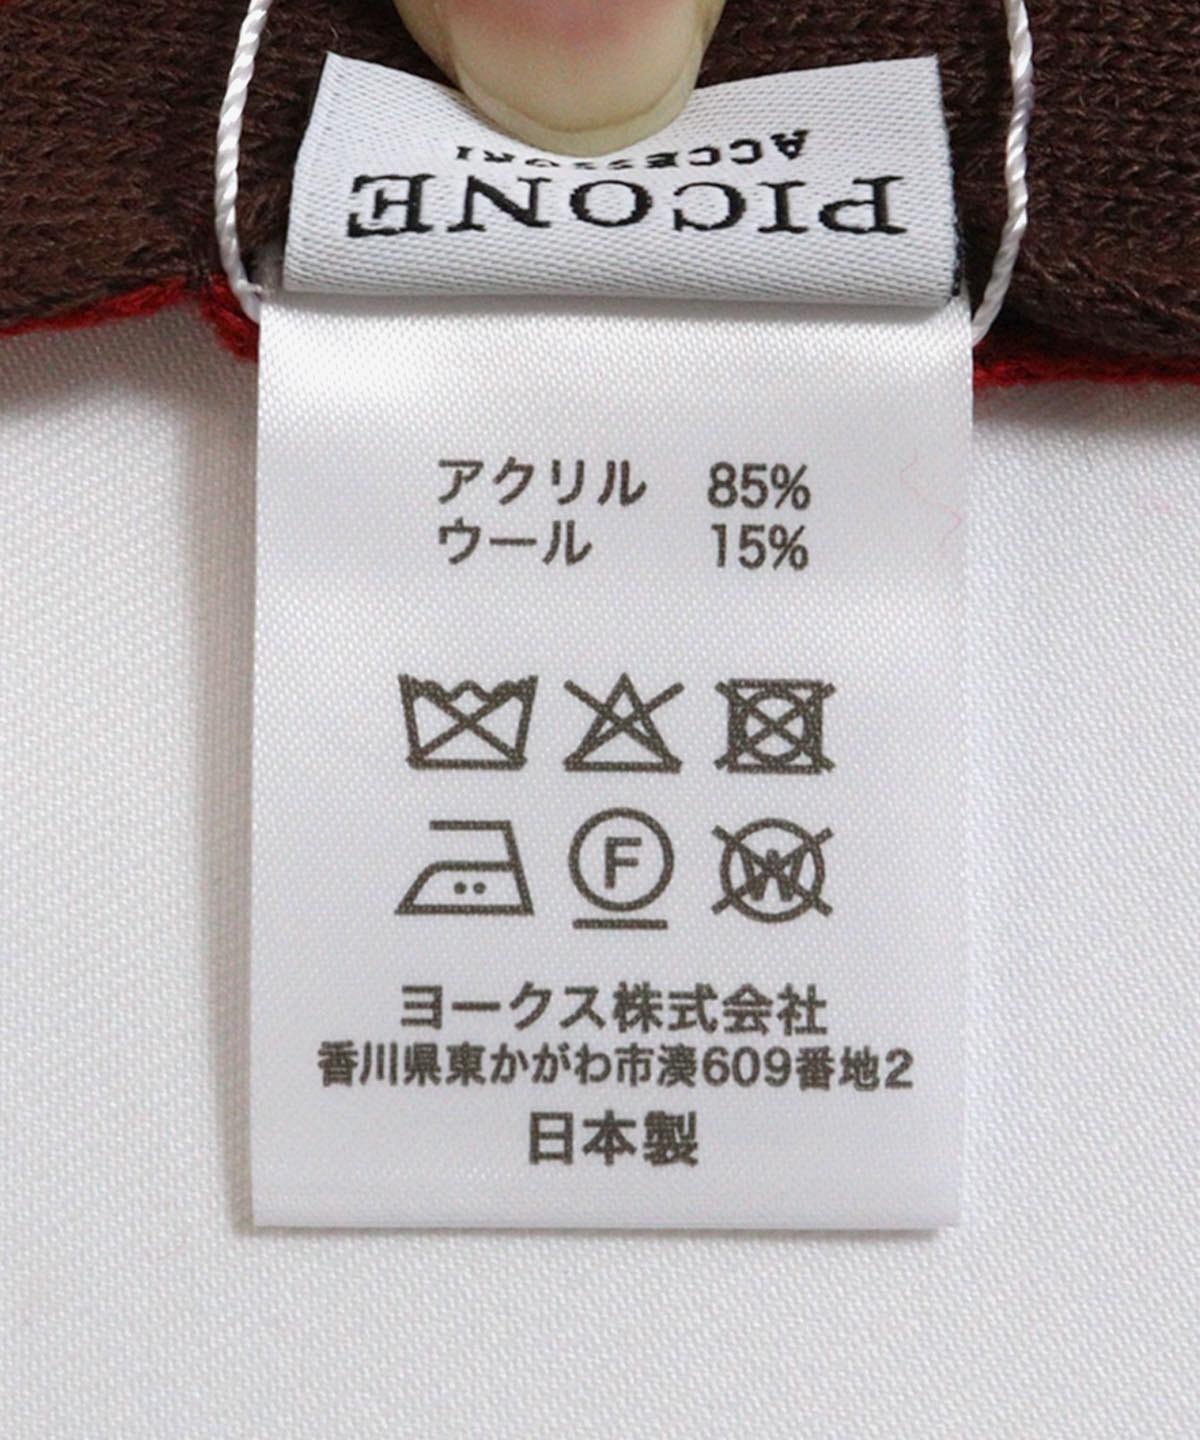 ACCESSORI
PICONE
アクリル 85%
ウール 15%
F W
ヨークス株式会社
香川県東かがわ市湊609番地2
日本製